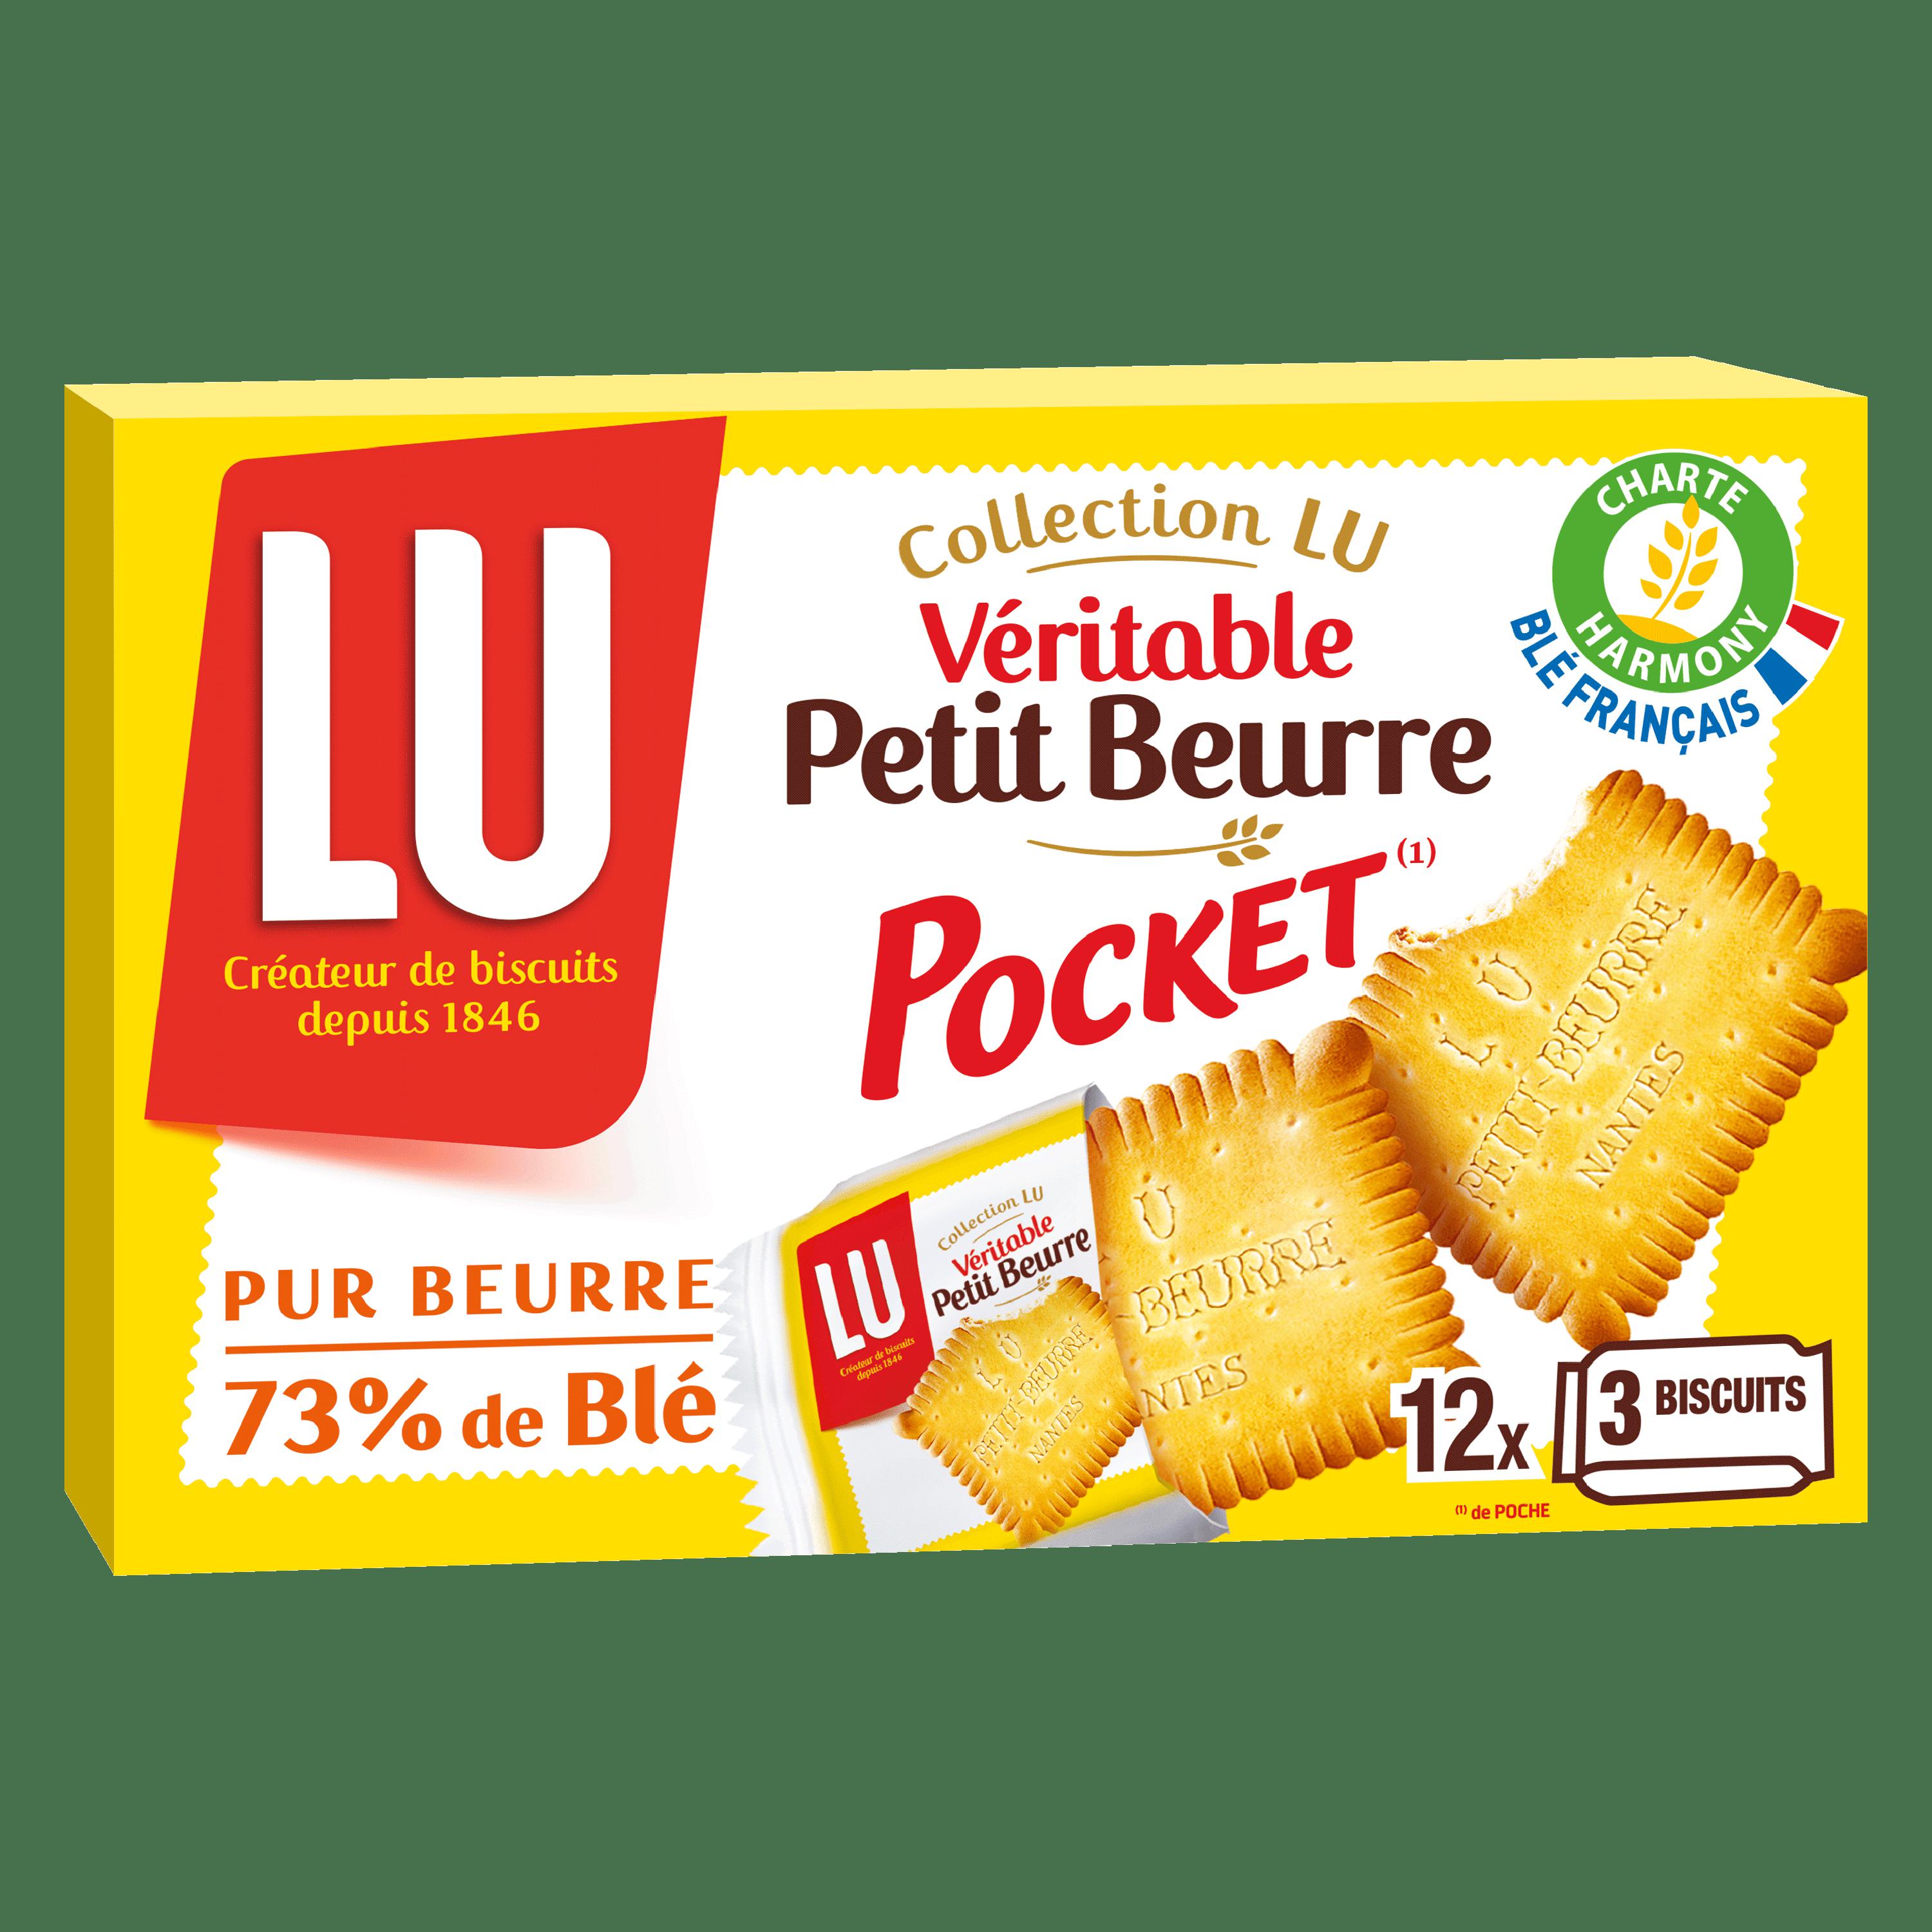 LU
Créateur de biscuits
depuis 1846
Collection LU
Véritable
Petit Beurre
POCKET (1)
CHARTE
HARMONY
BLÉ FRANÇAIS
PUR BEURRE
73% de Blé
LU
Créateur de biscuits
depuis 1846
Collection LU
Véritable
Petit Beurre
L U
PETIT BEURRE
NANTES
U
BEURRE
NTES
L U
PETIT-BEURRE
NANTES
12x
3 BISCUITS
(1) de POCHE